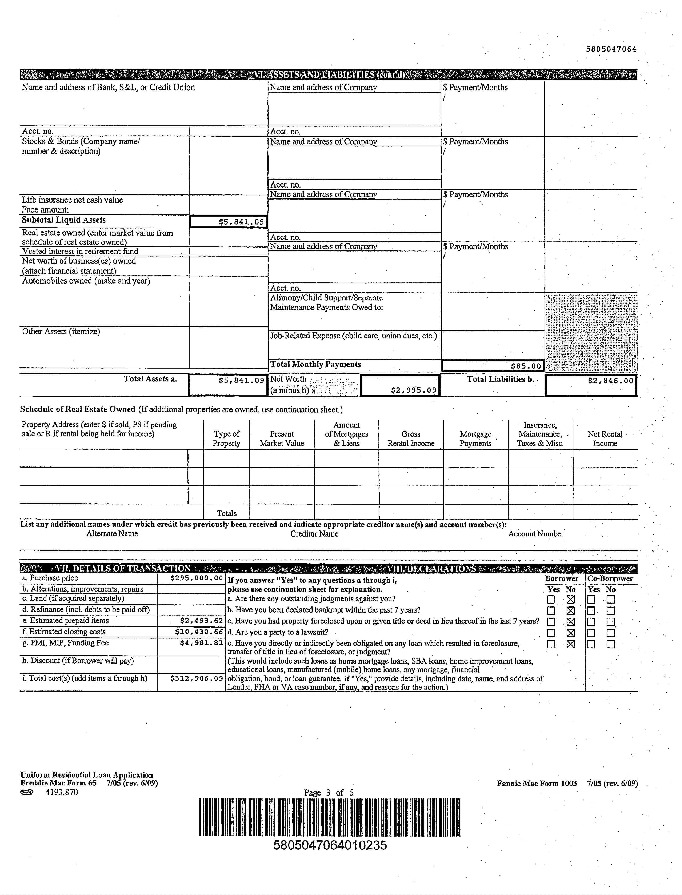 5805047064
VI. ASSETS AND LIABILITIES (cont'd)
Name and address of Bank, S&L, or Credit Union
Name and address of Company
$ Payment/Months
/
Acct. no.
Acct. no.
Stocks & Bonds (Company name/
number & description)
Name and address of Company
$ Payment/Months
/
Acct. no.
Life insurance net cash value
Face amount:
Name and address of Company
$ Payment/Months
/
Subtotal Liquid Assets
Real estate owned (enter market value from
schedule of real estate owned)
Acct. no.
Vested interest in retirement fund
Name and address of Company
$ Payment/Months
/
Net worth of business(es) owned
(attach financial statement)
Automobiles owned (make and year)
Acct. no.
Alimony/Child Support/Separate
Maintenance Payments Owed to:
Other Assets (itemize)
Job-Related Expense (child care, union dues, etc.)
Total Monthly Payments
$85.00
Total Assets a.
$5,841.09
Net Worth
(a minus b)
$2,995.09
Total Liabilities b.
$2,846.00
Schedule of Real Estate Owned (If additional properties are owned, use continuation sheet.)
Property Address (enter S if sold, PS if pending
sale or R if rental being held for income)
Type of
Property
Present
Market Value
Amount
of Mortgages
& Liens
Gross
Rental Income
Mortgage
Payments
Insurance,
Maintenance,
Taxes & Misc.
Net Rental
Income
Totals
List any additional names under which credit has previously been received and indicate appropriate creditor name(s) and account number(s):
Alternate Name
Creditor Name
Account Number
VII. DETAILS OF TRANSACTION
VIII. DECLARATIONS
a. Purchase price
b. Alterations, improvements, repairs
c. Land (if acquired separately)
d. Refinance (incl. debts to be paid off)
e. Estimated prepaid items
f. Estimated closing costs
g. PMI, MIP, Funding Fee
h. Discount (if Borrower will pay)
i. Total cost(s) (add items a through h)
If you answer "Yes" to any questions a through i,
please use continuation sheet for explanation.
Borrower
Co-Borrower
Yes No
Yes No
a. Are there any outstanding judgments against you?
b. Have you been declared bankrupt within the past 7 years?
c. Have you had property foreclosed upon or given title or deed in lieu thereof in the last 7 years?
d. Are you a party to a lawsuit?
e. Have you directly or indirectly been obligated on any loan which resulted in foreclosure,
transfer of title in lieu of foreclosure, or judgment?
(This would include such loans as home mortgage loans, SBA loans, home improvement loans,
educational loans, manufactured (mobile) home loans, any mortgage, financial
obligation, bond, or loan guarantee. If "Yes," provide details, including date, name, and address of
Lender, FHA or VA case number, if any, and reasons for the action.)
Uniform Residential Loan Application
Freddie Mac Form 65 7/05 (rev. 6/09)
Page 3 of 5
Fannie Mae Form 1003 7/05 (rev. 6/09)
5805047064010235